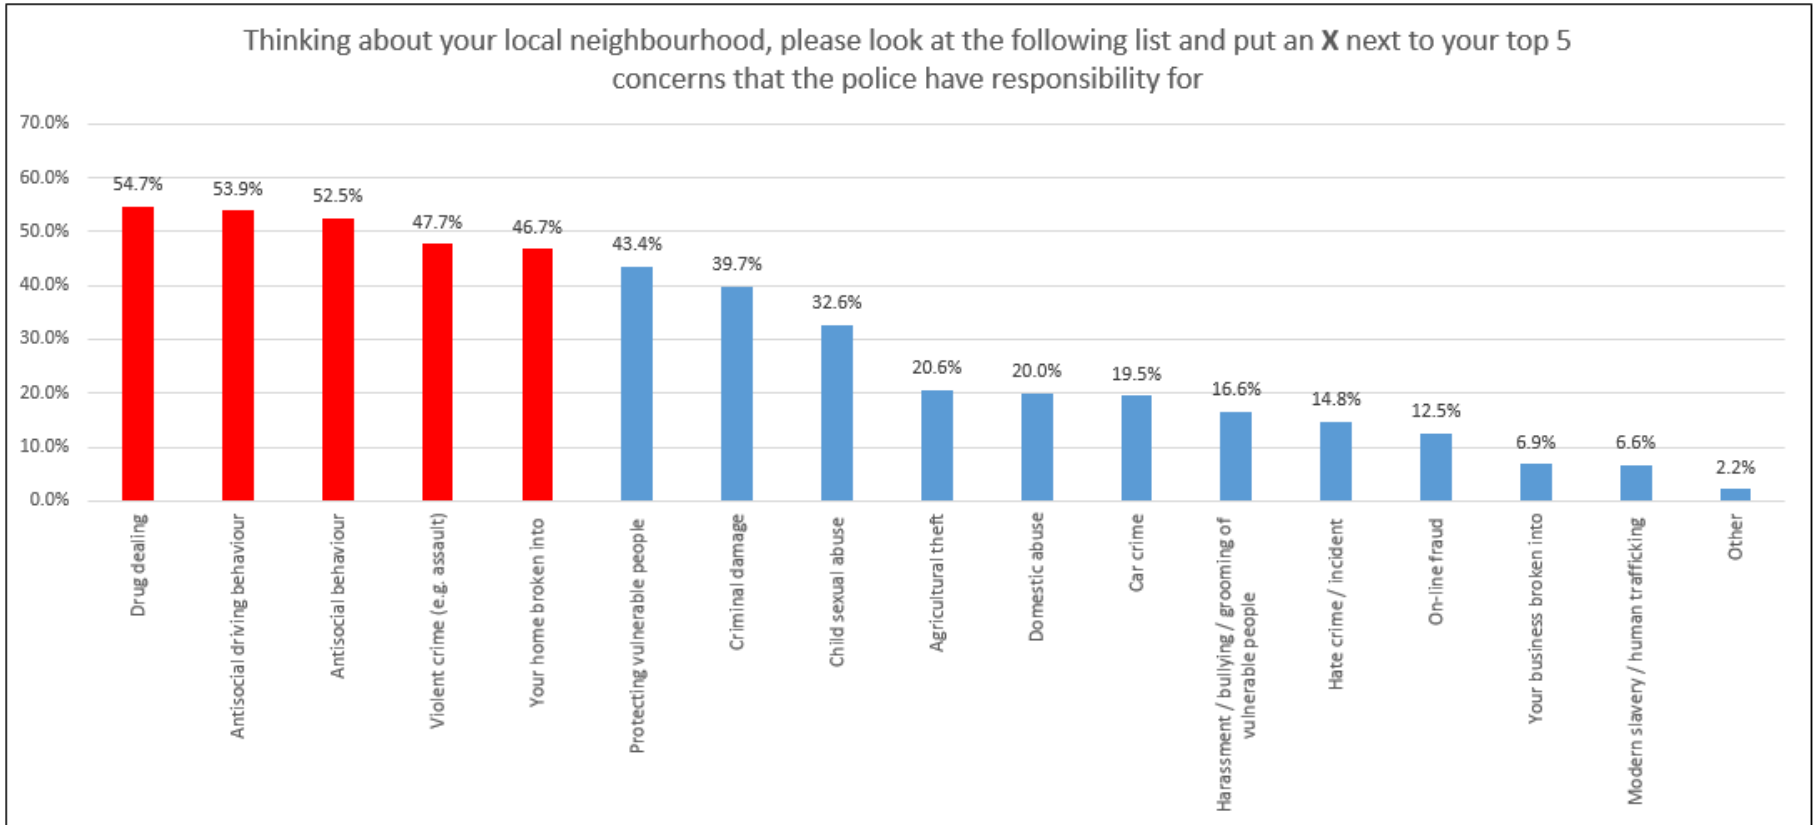 Thinking about your local neighbourhood, please look at the following list and put an X next to your top 5
concerns that the police have responsibility for
70.0%
60.0%
50.0%
40.0%
30.0%
20.0%
10.0%
0.0%
54.7%
53.9%
52.5%
47.7%
46.7%
43.4%
39.7%
32.6%
20.6%
20.0%
19.5%
16.6%
14.8%
12.5%
6.9%
6.6%
2.2%
Drug dealing
Antisocial driving behaviour
Antisocial behaviour
Violent crime (e.g. assault)
Your home broken into
Protecting vulnerable people
Criminal damage
Child sexual abuse
Agricultural theft
Domestic abuse
Car crime
Harassment / bullying / grooming of
vulnerable people
Hate crime / incident
On-line fraud
Your business broken into
Modern slavery / human trafficking
Other